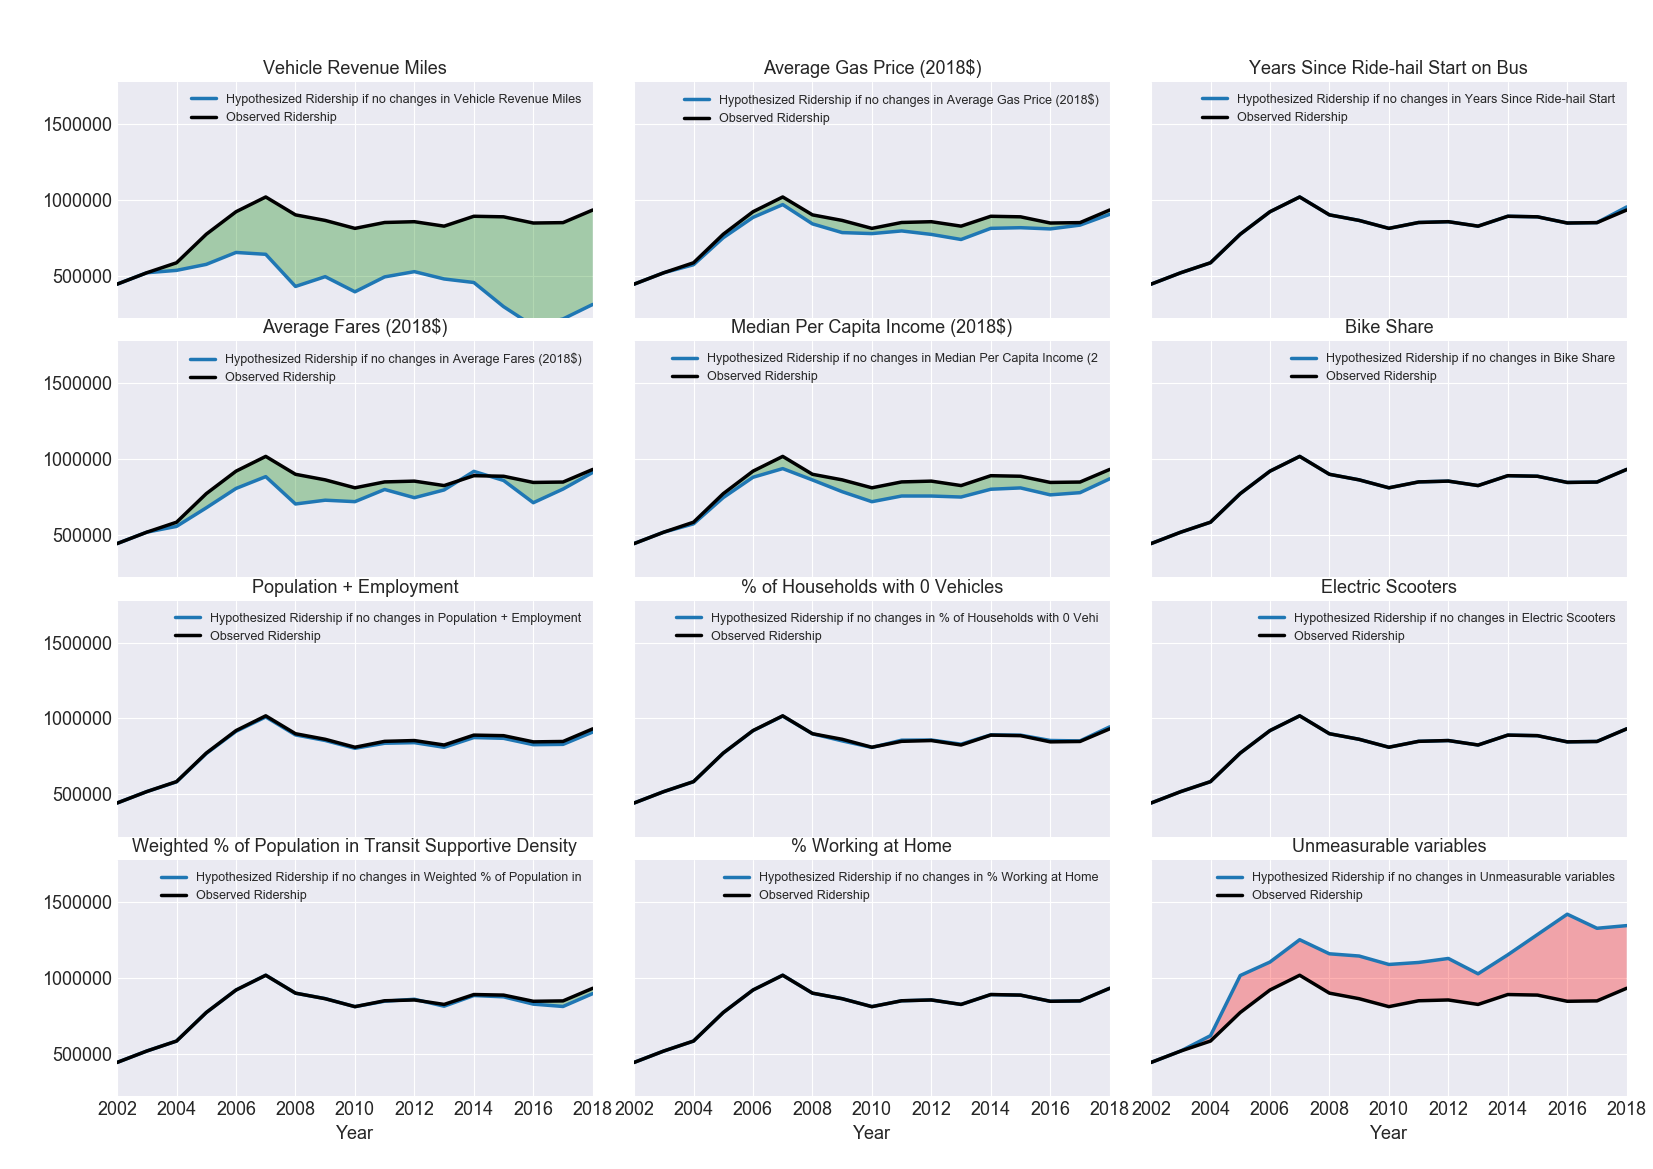 Vehicle Revenue Miles
Hypothesized Ridership if no changes in Vehicle Revenue Miles
Observed Ridership
1500000
1000000
500000
Average Gas Price (2018$)
Hypothesized Ridership if no changes in Average Gas Price (2018$)
Observed Ridership
Years Since Ride-hail Start on Bus
Hypothesized Ridership if no changes in Years Since Ride-hail Start
Observed Ridership
Average Fares (2018$)
Hypothesized Ridership if no changes in Average Fares (2018$)
Observed Ridership
1500000
1000000
500000
Median Per Capita Income (2018$)
Hypothesized Ridership if no changes in Median Per Capita Income (2
Observed Ridership
Bike Share
Hypothesized Ridership if no changes in Bike Share
Observed Ridership
Population + Employment
Hypothesized Ridership if no changes in Population + Employment
Observed Ridership
1500000
1000000
500000
% of Households with 0 Vehicles
Hypothesized Ridership if no changes in % of Households with 0 Vehi
Observed Ridership
Electric Scooters
Hypothesized Ridership if no changes in Electric Scooters
Observed Ridership
Weighted % of Population in Transit Supportive Density
Hypothesized Ridership if no changes in Weighted % of Population in
Observed Ridership
1500000
1000000
500000
2002 2004 2006 2008 2010 2012 2014 2016 2018
Year
% Working at Home
Hypothesized Ridership if no changes in % Working at Home
Observed Ridership
2002 2004 2006 2008 2010 2012 2014 2016 2018
Year
Unmeasurable variables
Hypothesized Ridership if no changes in Unmeasurable variables
Observed Ridership
2002 2004 2006 2008 2010 2012 2014 2016 2018
Year